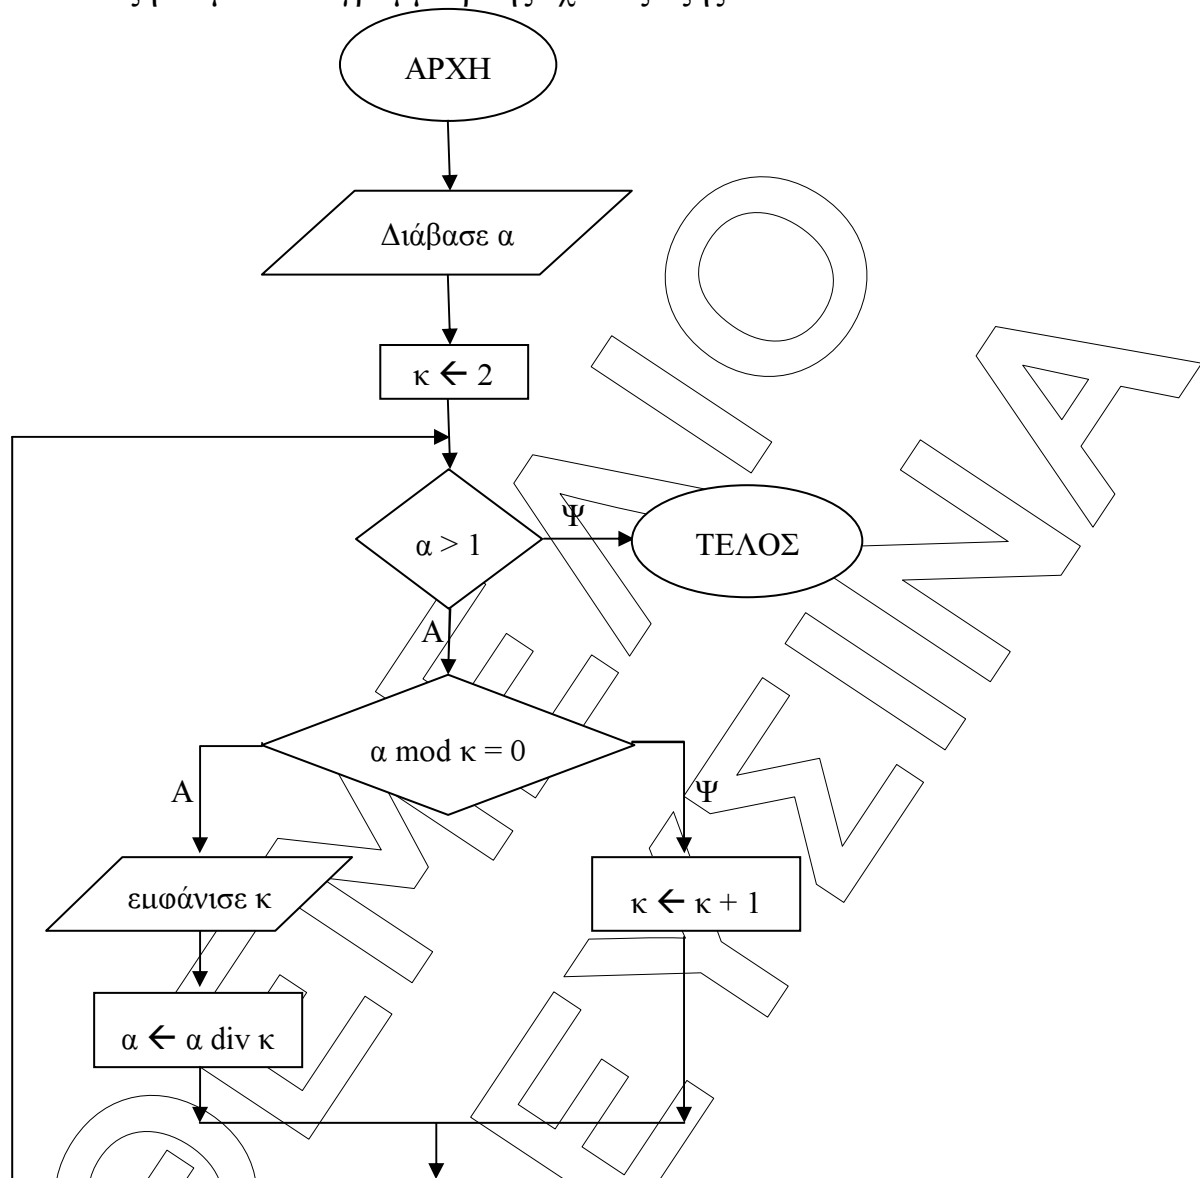 ΑΡΧΗ
Διάβασε α
κ ← 2
α > 1
Ψ
ΤΕΛΟΣ
Α
α mod κ = 0
Α
Ψ
εμφάνισε κ
κ ← κ + 1
α ← α div κ